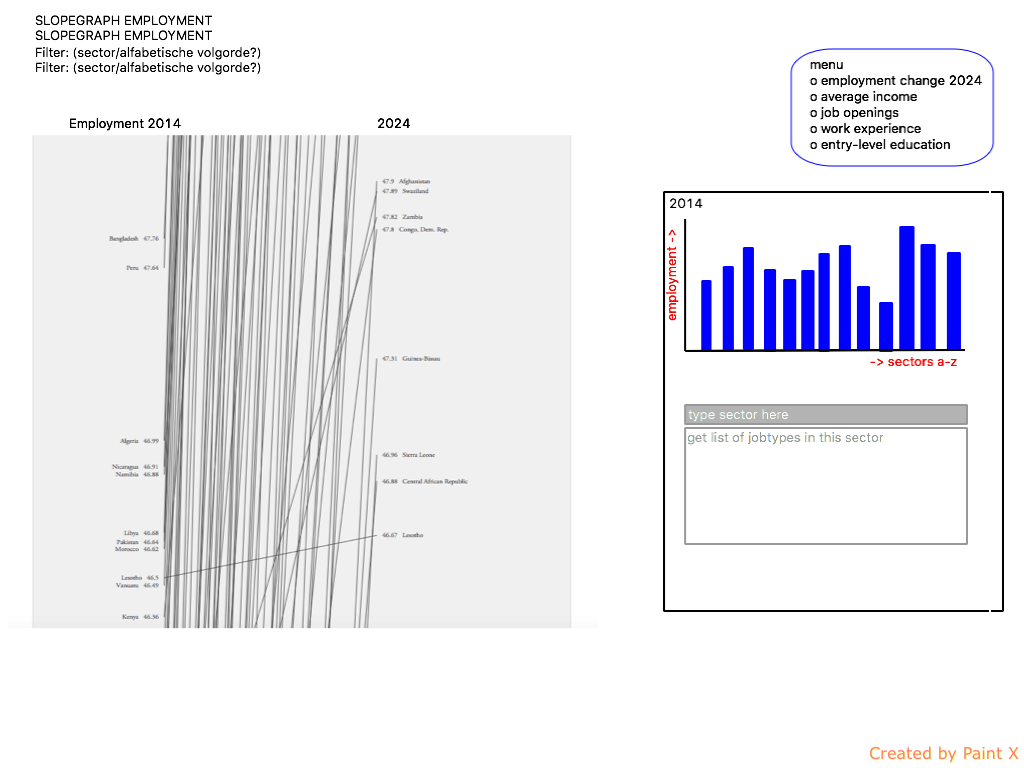 SLOPEGRAPH EMPLOYMENT
SLOPEGRAPH EMPLOYMENT
Filter: (sector/alfabetische volgorde?)
Filter: (sector/alfabetische volgorde?)
Employment 2014
2024
47.9 Afghanistan
47.89 Swaziland
47.82 Zambia
47.8 Congo, Dem. Rep.
Bangladesh 47.76
Peru 47.64
47.31 Guinea-Bissau
Algeria 46.99
46.96 Sierra Leone
Nicaragua 46.91
Namibia 46.88
46.88 Central African Republic
Libya 46.68
46.67 Lesotho
Pakistan 46.64
Morocco 46.62
Lesotho 46.5
Vanuatu 46.49
Kenya 46.36
menu
o employment change 2024
o average income
o job openings
o work experience
o entry-level education
2014
employment ->
-> sectors a-z
type sector here
get list of jobtypes in this sector
Created by Paint X